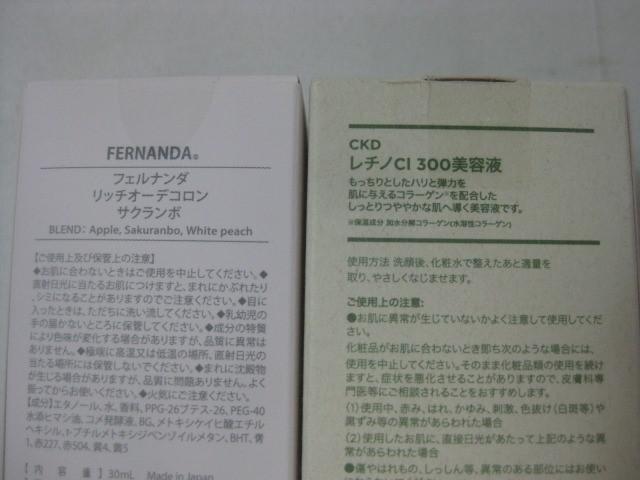 FERNANDA®
フェルナンダ
リッチオーデコロン
サクランボ
BLEND: Apple, Sakuranbo, White peach
【ご使用上及び保管上の注意】
◆お肌に合わないときはご使用を中止してください。◆
直射日光に当たるお肌につけますと、まれにかぶれたり
、シミになることがありますのでご注意ください。◆目に
入ったときは、ただちに洗い流してください。◆乳幼児の
手の届かないところに保管してください。◆成分の特質
により色味が変化する場合がありますが、品質に異常は
ありません。◆極端に高温又は低温の場所、直射日光の
当たる場所には保管しないでください。◆まれに沈殿物
が生じる場合がありますが、品質に問題ありません。よく
振ってからお使いください。◆火気にご注意ください。
【成分】エタノール、水、香料、PPG-26ブテス-26、PEG-40
水添ヒマシ油、コメ発酵液、BG、メトキシケイヒ酸エチル
ヘキシル、t-ブチルメトキシジベンゾイルメタン、BHT、青
1、赤227、赤504、黄4、黄5
【内 容 量】30mL Made in Japan
CKD
レチノCI 300美容液
もっちりとしたハリと弾力を
肌に与えるコラーゲン※を配合した
しっとりつややかな肌へ導く美容液です。
※保湿成分 加水分解コラーゲン(水溶性コラーゲン)
使用方法 洗顔後、化粧水で整えたあと適量を
取り、やさしくなじませます。
ご使用上の注意:
●お肌に異常が生じていないかよく注意して使用してくだ
さい。
化粧品がお肌に合わないとき即ち次のような場合には、
使用を中止してください。そのまま化粧品類の使用を続け
ますと、症状を悪化させることがありますので、皮膚科専
門医等にご相談されることをおすすめします。
(1)使用中、赤み、はれ、かゆみ、刺激、色抜け(白斑等)や
黒ずみ等の異常があらわれた場合
(2)使用したお肌に、直接日光があたって上記のような異
常があらわれた場合
●傷やはれもの、しっしん等、異常のある部位にはお使い